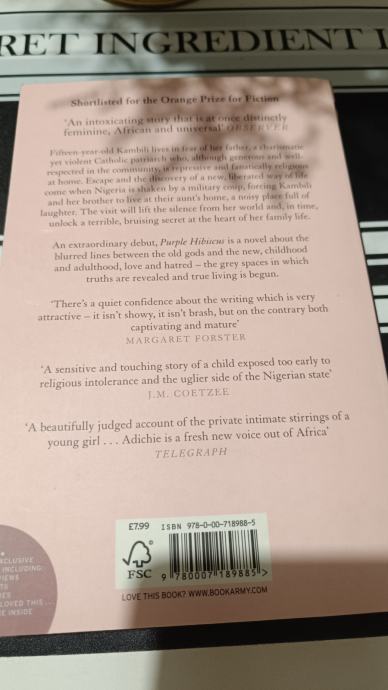 RET INGREDIENT I
Shortlisted for the Orange Prize for Fiction
'An intoxicating story that is at once distinctly
feminine, African and universal' OBSERVER
Fifteen-year-old Kambili lives in fear of her father, a charismatic
yet violent Catholic patriarch who, although generous and well-
respected in the community, is repressive and fanatically religious
at home. Escape and the discovery of a new, liberated way of life
come when Nigeria is shaken by a military coup, forcing Kambili
and her brother to live at their aunt's home, a noisy place full of
laughter. The visit will lift the silence from her world and, in time,
unlock a terrible, bruising secret at the heart of her family life.
An extraordinary debut, Purple Hibiscus is a novel about the
blurred lines between the old gods and the new, childhood
and adulthood, love and hatred – the grey spaces in which
truths are revealed and true living is begun.
'There's a quiet confidence about the writing which is very
attractive – it isn't showy, it isn't brash, but on the contrary both
captivating and mature'
MARGARET FORSTER
'A sensitive and touching story of a child exposed too early to
religious intolerance and the uglier side of the Nigerian state'
J.M. COETZEE
'A beautifully judged account of the private intimate stirrings of a
young girl . . . Adichie is a fresh new voice out of Africa'
TELEGRAPH
£7.99 ISBN 978-0-00-718988-5
FSC
9 780007 189885 >
LOVE THIS BOOK? WWW.BOOKARMY.COM
XCLUSIVE
INCLUDING:
IEWS
TS
ES
LOVED THIS...
E INSIDE